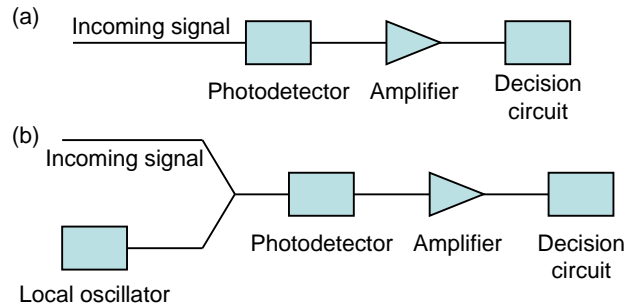 (a)
Incoming signal
Photodetector
Amplifier
Decision
circuit
(b)
Incoming signal
Photodetector
Amplifier
Decision
circuit
Local oscillator